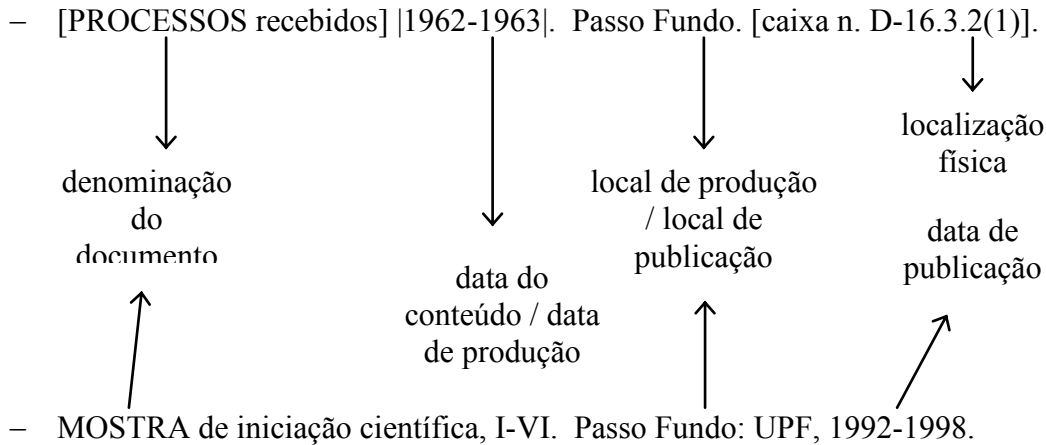 – [PROCESSOS recebidos] |1962-1963|. Passo Fundo. [caixa n. D-16.3.2(1)].
denominação
do
documento
data do
conteúdo / data
de produção
local de produção
/ local de
publicação
localização
física
data de
publicação
– MOSTRA de iniciação científica, I-VI. Passo Fundo: UPF, 1992-1998.